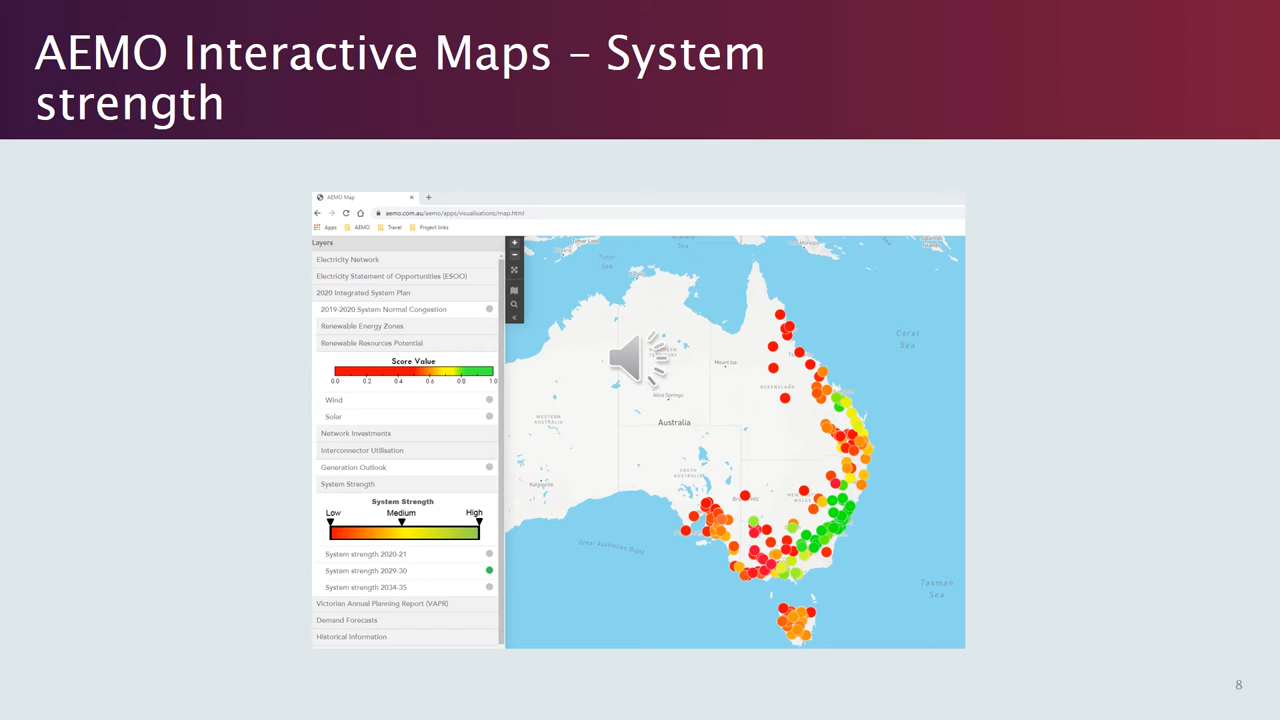 AEMO Interactive Maps – System
strength
AEMO Map
aemo.com.au/aemo/apps/visualisations/map.html
Apps
AEMO
Travel
Project links
Layers
Electricity Network
Electricity Statement of Opportunities (ESOO)
2020 Integrated System Plan
2019-2020 System Normal Congestion
Renewable Energy Zones
Renewable Resources Potential
Score Value
0.0 0.2 0.4 0.6 0.8 1.0
Wind
Solar
Network Investments
Interconnector Utilisation
Generation Outlook
System Strength
System Strength
Low Medium High
System strength 2020-21
System strength 2029-30
System strength 2034-35
Victorian Annual Planning Report (VAPR)
Demand Forecasts
Historical Information
Timor
Sea
Coral
Sea
Mount Isa
QUEENSLAND
Alice Springs
WESTERN
AUSTRALIA
Australia
SOUTH
AUSTRALIA
Kalgoorlie
Great Australian Bight
Tasman
Sea
8